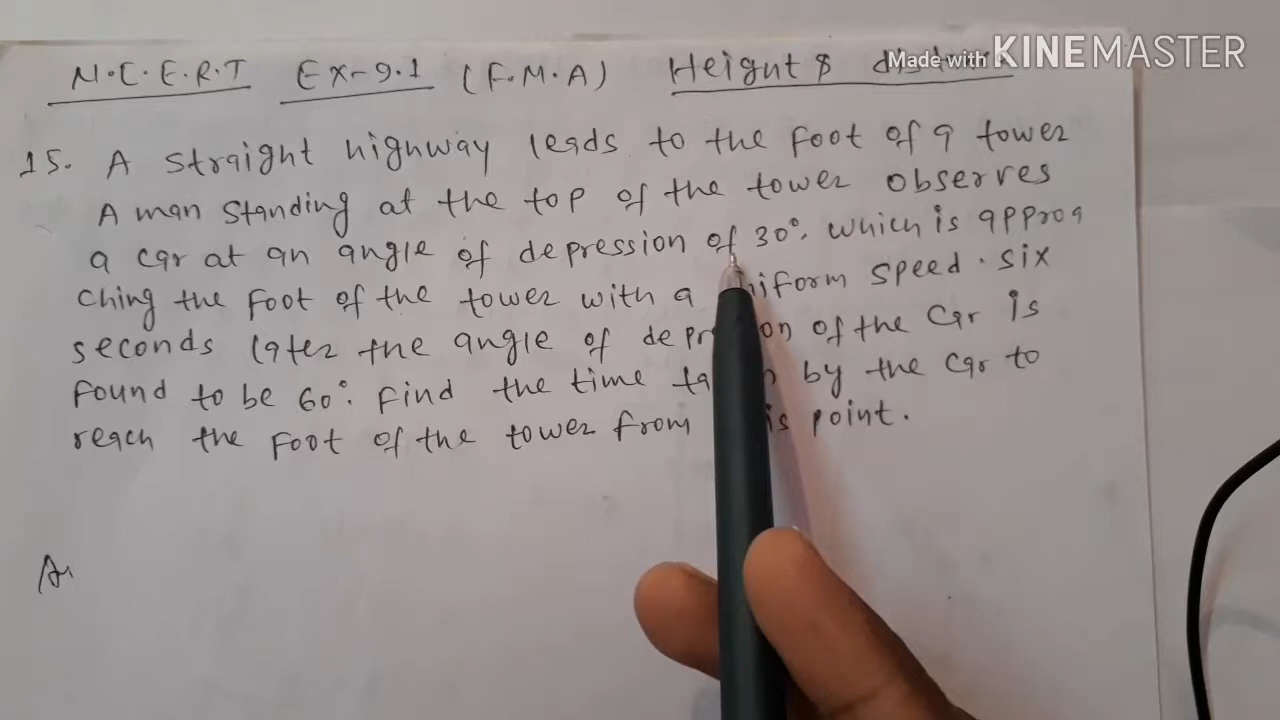 N.C.E.R.T Ex-9.1 (F.M.A) Height &
Made with KINEMASTER
15. A straight highway leads to the foot of a tower
A man standing at the top of the tower observes
a car at an angle of depression of 30°. which is approa
ching the foot of the tower with a uniform speed. six
seconds later the angle of depression of the car is
found to be 60°. Find the time taken by the car to
reach the foot of the tower from this point.